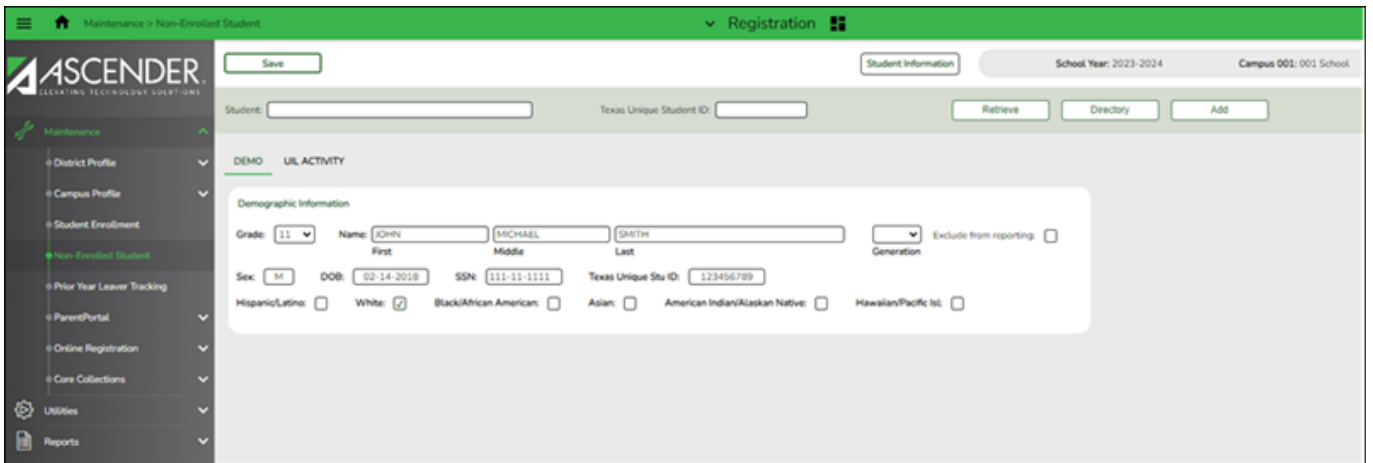 Maintenance > Non-Enrolled Student
Registration
ASCENDER
ELEVATING TECHNOLOGY SOLUTIONS
Save
Student Information
School Year: 2023-2024
Campus 001: 001 School
Student:
Texas Unique Student ID:
Retrieve
Directory
Add
Maintenance
District Profile
Campus Profile
Student Enrollment
Non-Enrolled Student
Prior Year Leaver Tracking
ParentPortal
Online Registration
Core Collections
Utilities
Reports
DEMO UIL ACTIVITY
Demographic Information
Grade: 11 Name: JOHN MICHAEL SMITH Exclude from reporting:
First Middle Last Generation
Sex: M DOB: 02-14-2018 SSN: 111-11-1111 Texas Unique Stu ID: 123456789
Hispanic/Latino: White: Black/African American: Asian: American Indian/Alaskan Native: Hawaiian/Pacific Isl: